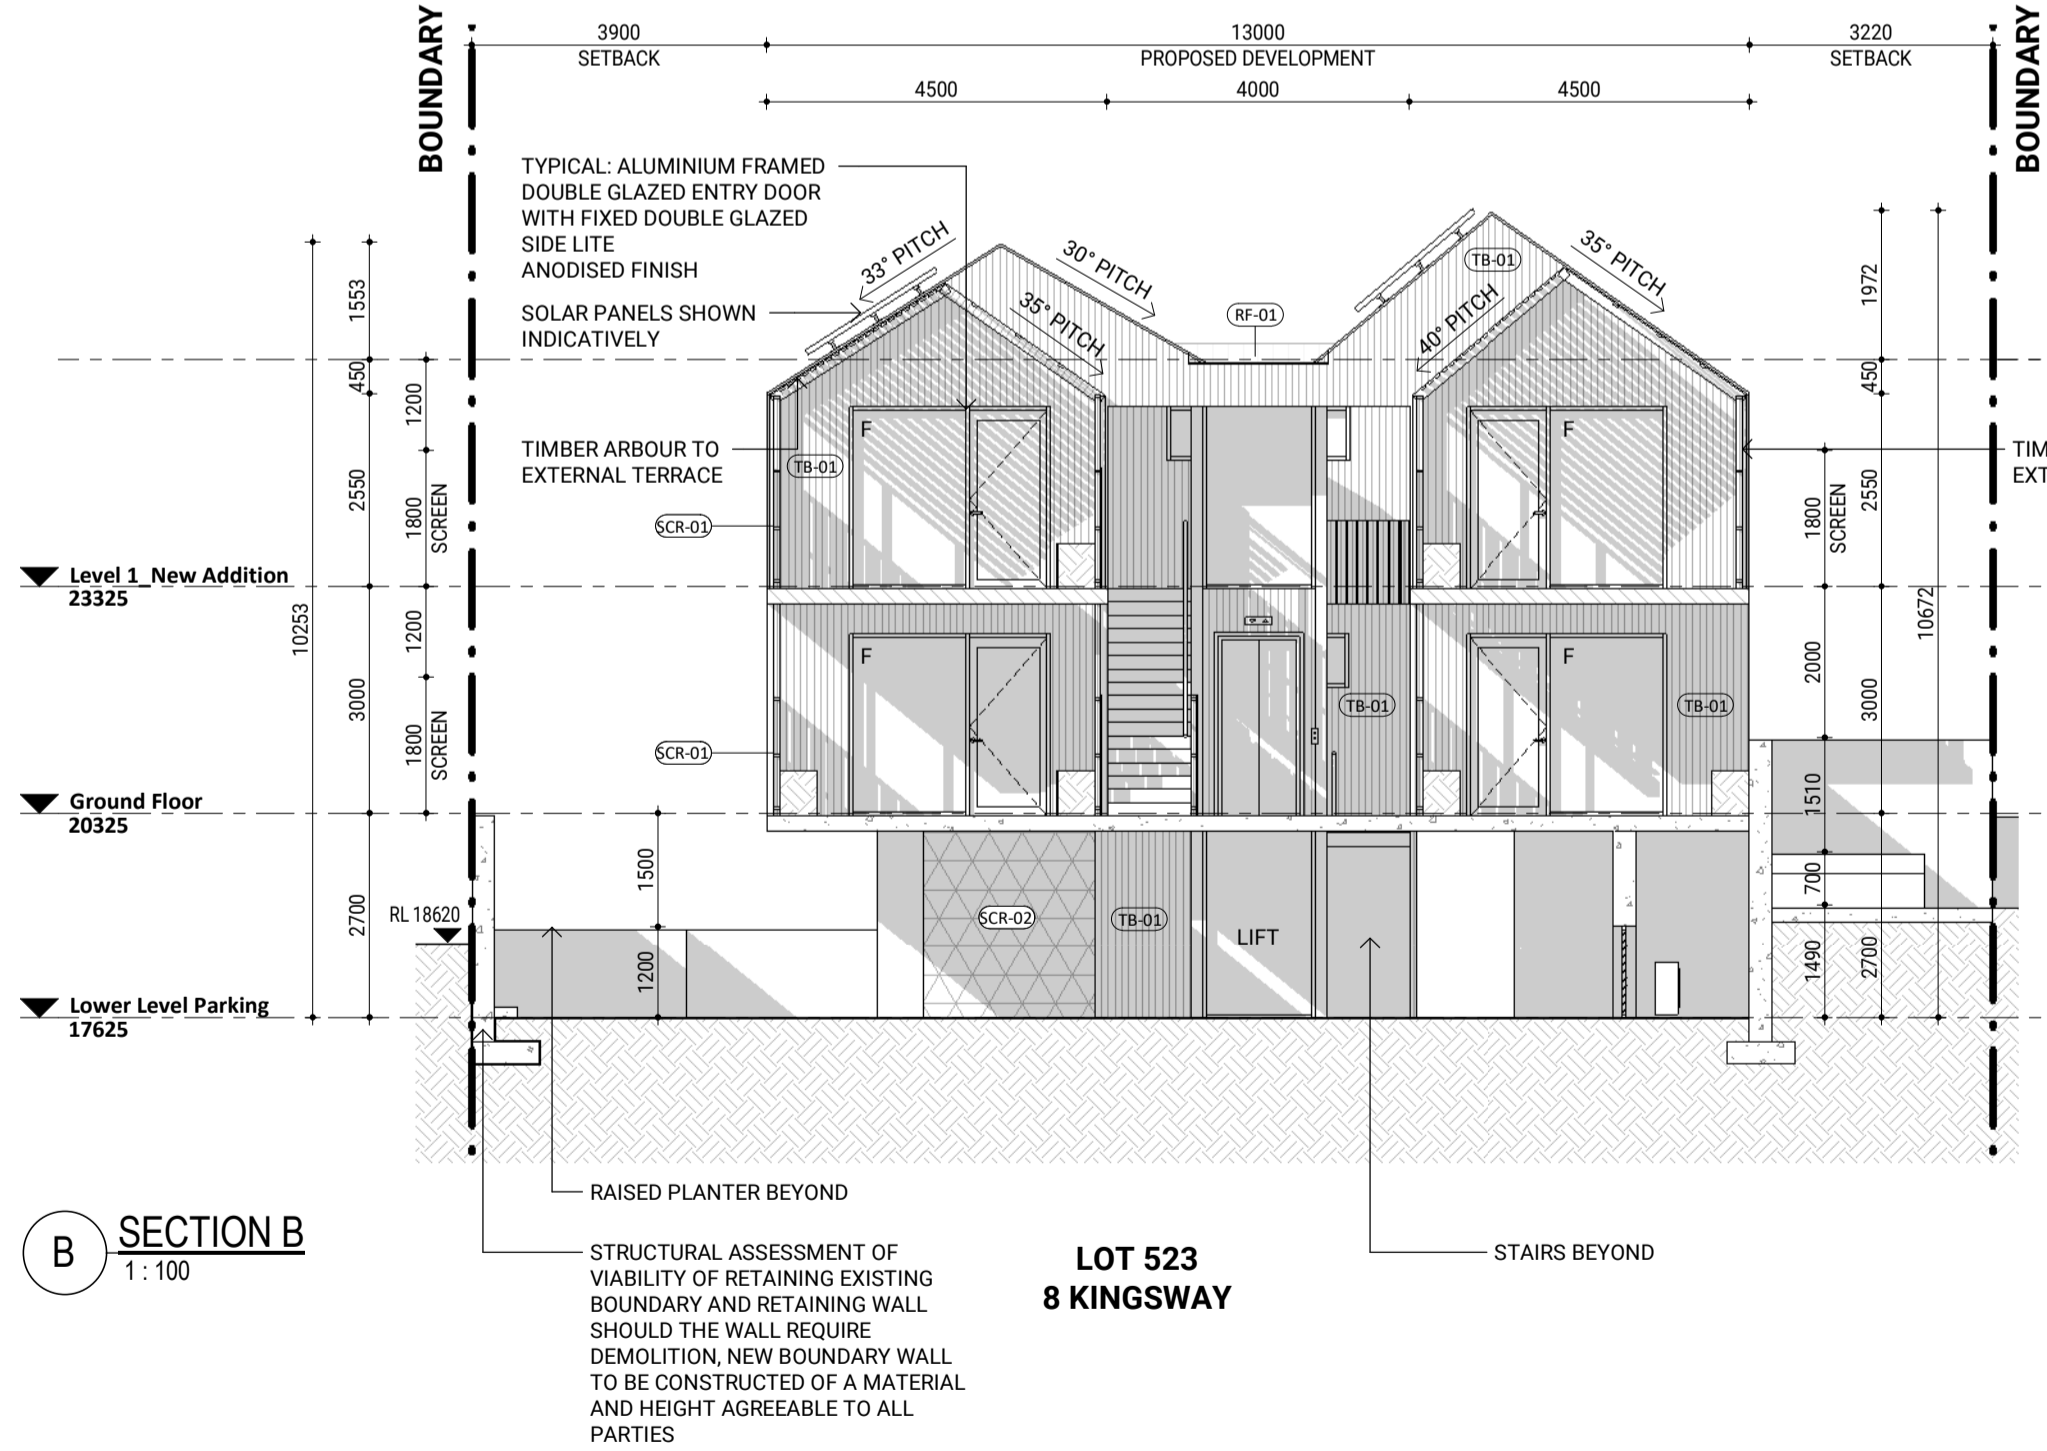 BOUNDARY
3900
SETBACK
13000
PROPOSED DEVELOPMENT
3220
SETBACK
BOUNDARY
4500
4000
4500
TYPICAL: ALUMINIUM FRAMED
DOUBLE GLAZED ENTRY DOOR
WITH FIXED DOUBLE GLAZED
SIDE LITE
ANODISED FINISH
SOLAR PANELS SHOWN
INDICATIVELY
33° PITCH
30° PITCH
35° PITCH
RF-01
40° PITCH
TB-01
35° PITCH
1553
450
1200
2550
1800
SCREEN
TIMBER ARBOUR TO
EXTERNAL TERRACE
TB-01
F
F
SCR-01
1972
450
2550
1800
SCREEN
TIM
EXT
Level 1_New Addition
23325
10253
1200
3000
1800
SCREEN
F
F
SCR-01
TB-01
TB-01
2000
3000
10672
Ground Floor
20325
2700
1500
1200
RL 18620
SCR-02
TB-01
LIFT
1510
700
1490
2700
Lower Level Parking
17625
RAISED PLANTER BEYOND
B
SECTION B
1 : 100
STRUCTURAL ASSESSMENT OF
VIABILITY OF RETAINING EXISTING
BOUNDARY AND RETAINING WALL
SHOULD THE WALL REQUIRE
DEMOLITION, NEW BOUNDARY WALL
TO BE CONSTRUCTED OF A MATERIAL
AND HEIGHT AGREEABLE TO ALL
PARTIES
LOT 523
8 KINGSWAY
STAIRS BEYOND